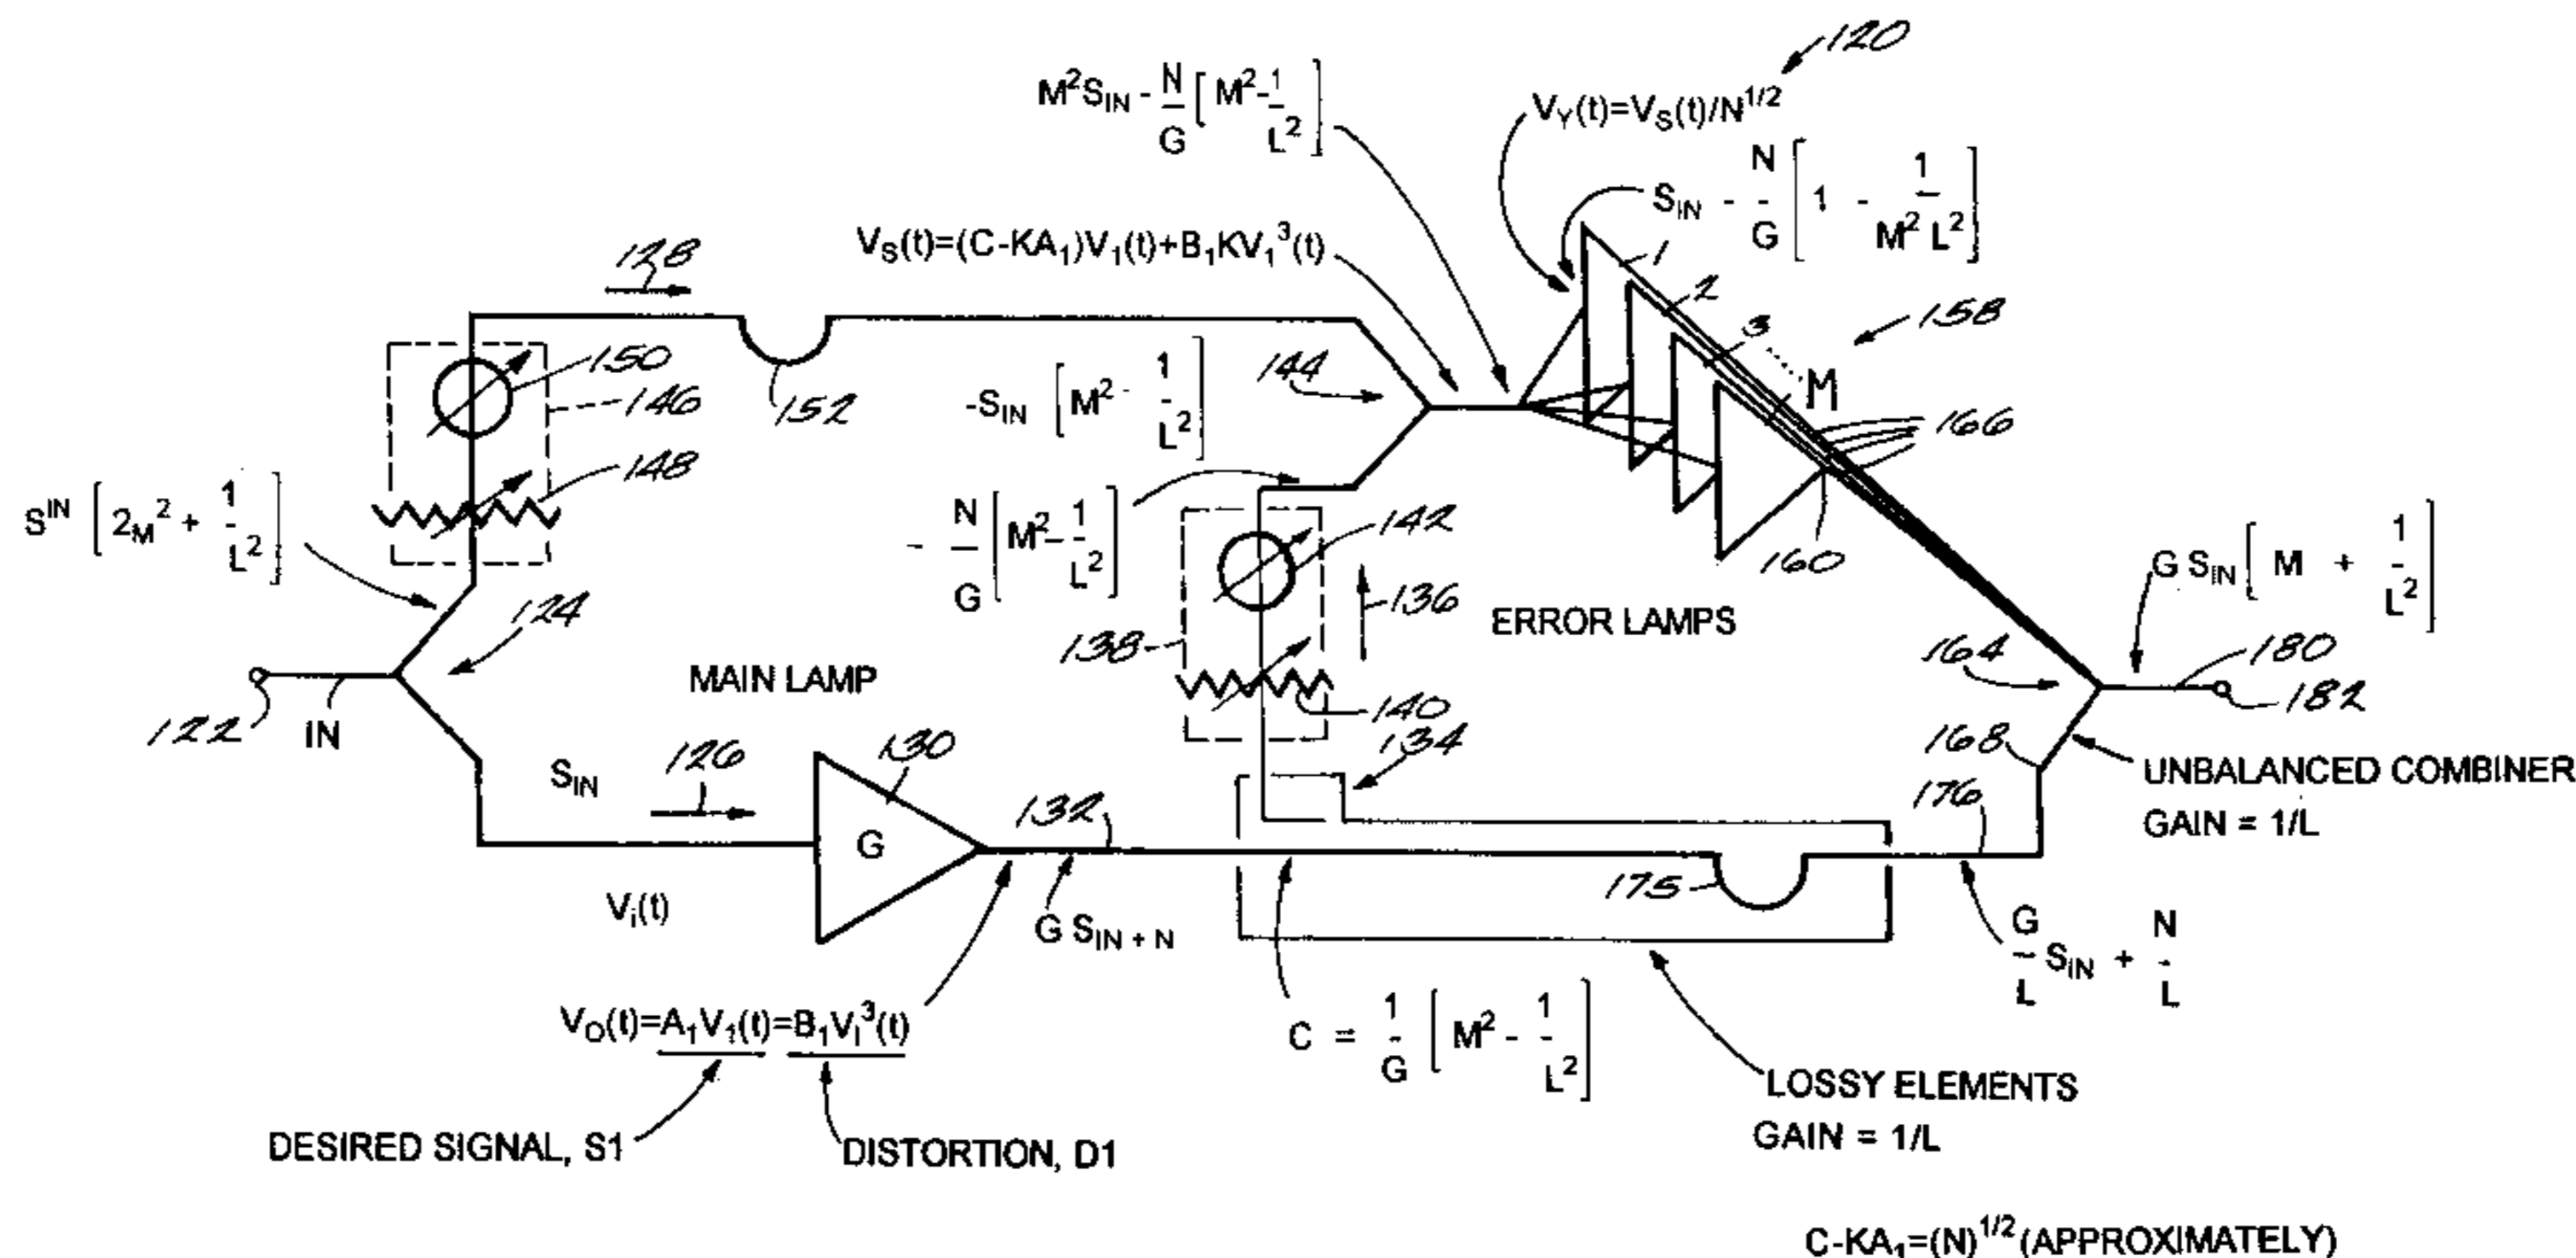 120
M²S_IN - N/G [M² - 1/L²]
V_Y(t)=V_S(t)/N^1/2
S_IN - N/G [1 - 1/M² L²]
V_S(t)=(C-KA₁)V₁(t)+B₁KV₁³(t)
128
1
2
3
M
158
150
146
152
144
-S_IN [M² - 1/L²]
166
148
S^IN [2_M² + 1/L²]
- N/G [M² - 1/L²]
142
160
G S_IN [M + 1/L²]
124
136
ERROR LAMPS
138
164
180
MAIN LAMP
140
182
122
IN
134
168
S_IN
126
130
UNBALANCED COMBINER
GAIN = 1/L
132
176
G
175
V_i(t)
G S_IN + N
G/L S_IN + N/L
V_O(t)=A₁V₁(t)=B₁V_I³(t)
C = 1/G [M² - 1/L²]
LOSSY ELEMENTS
GAIN = 1/L
DESIRED SIGNAL, S1
DISTORTION, D1
C-KA₁=(N)^1/2(APPROXIMATELY)